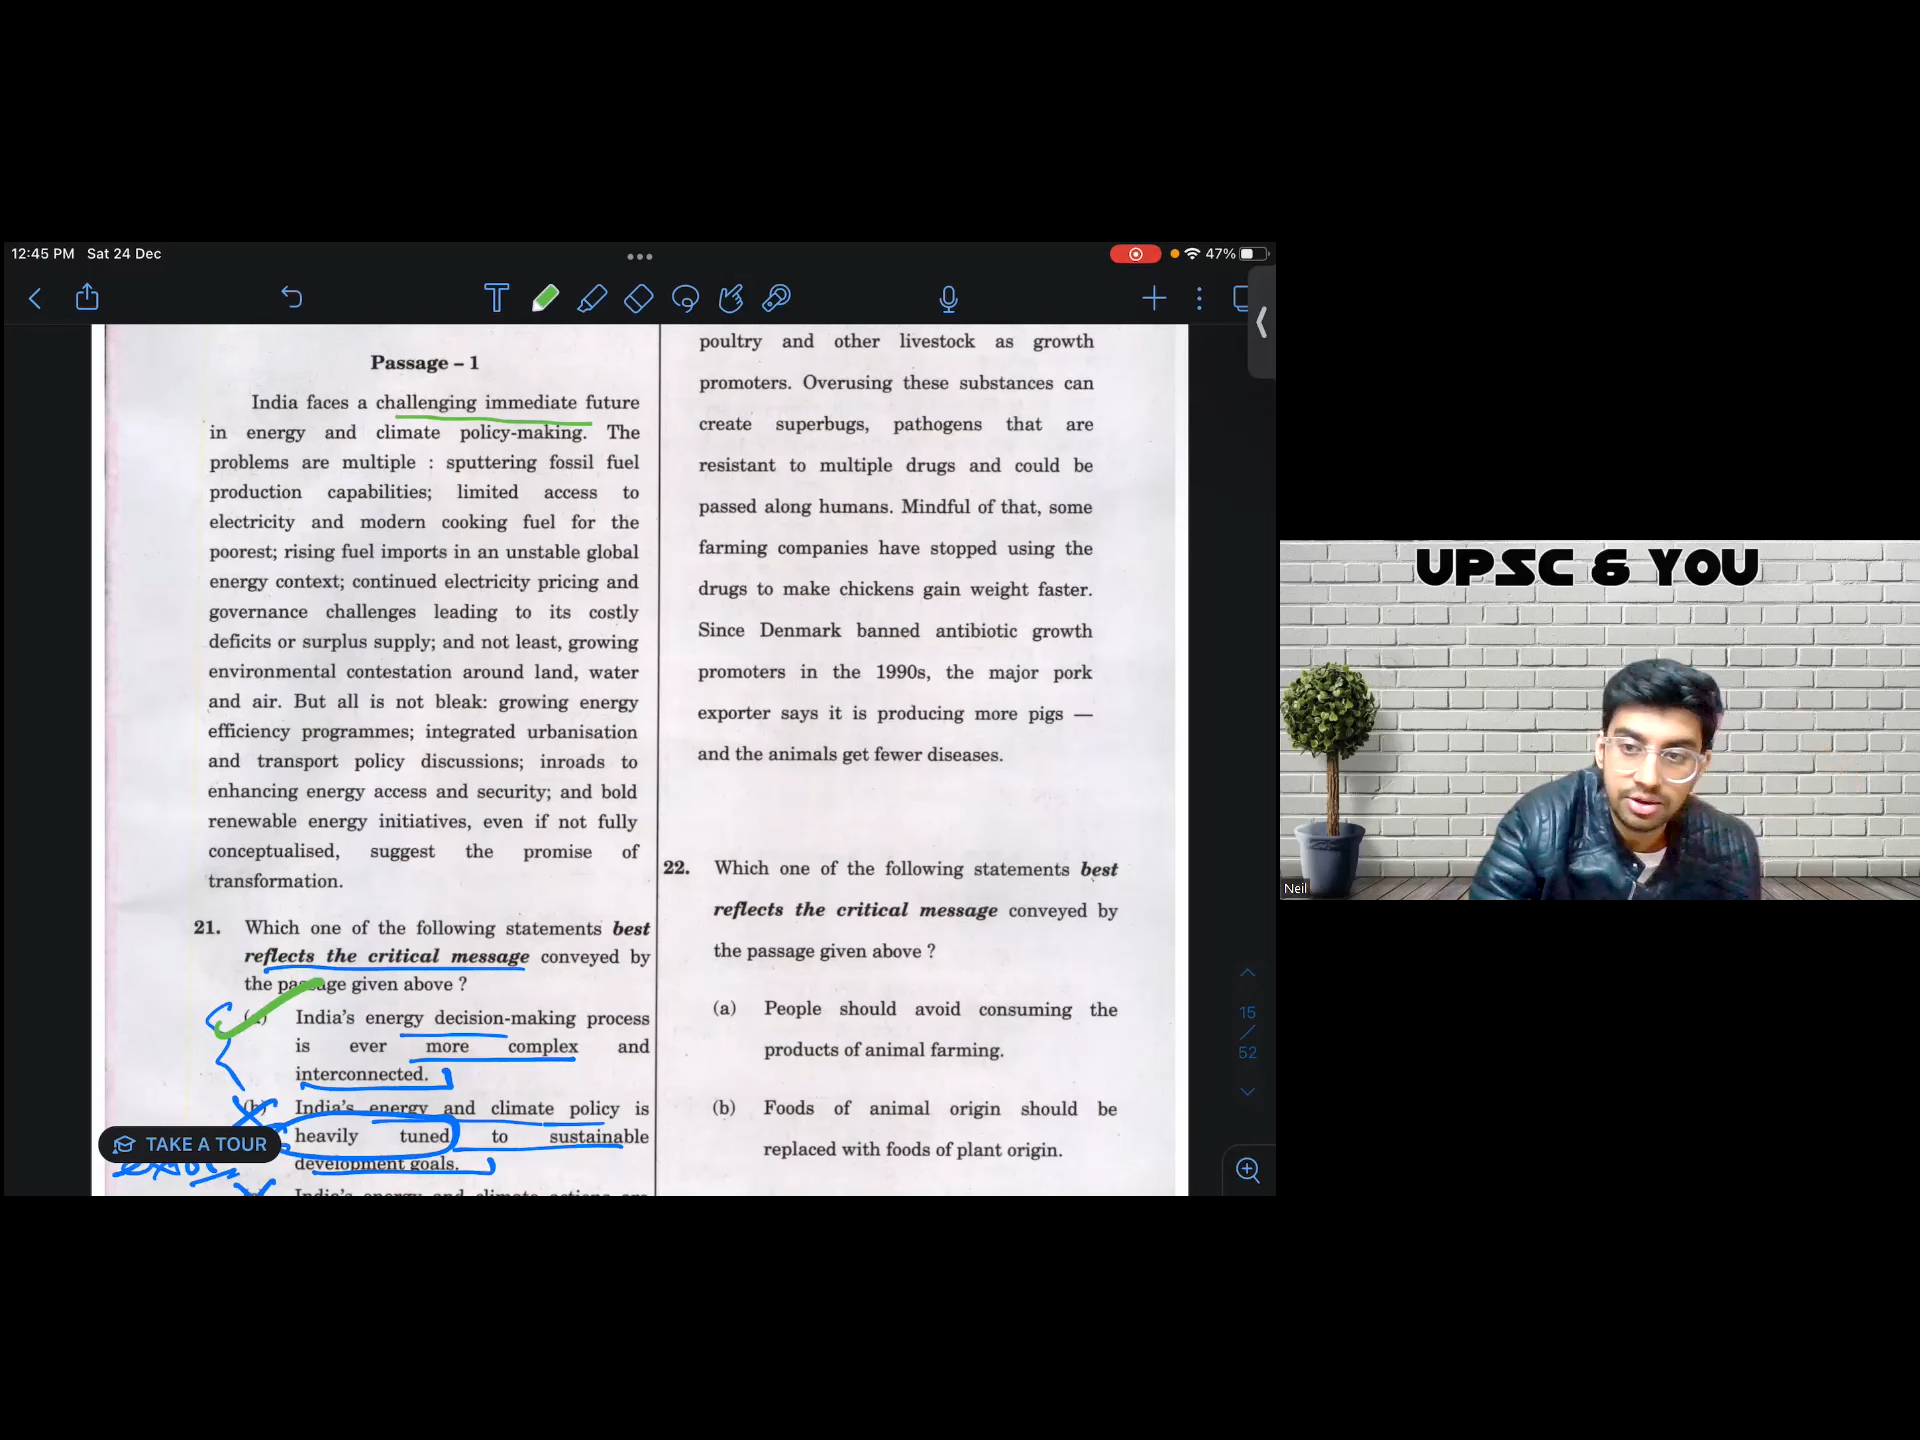 12:45 PM Sat 24 Dec
47%
Passage – 1
India faces a challenging immediate future
in energy and climate policy-making. The
problems are multiple : sputtering fossil fuel
production capabilities; limited access to
electricity and modern cooking fuel for the
poorest; rising fuel imports in an unstable global
energy context; continued electricity pricing and
governance challenges leading to its costly
deficits or surplus supply; and not least, growing
environmental contestation around land, water
and air. But all is not bleak: growing energy
efficiency programmes; integrated urbanisation
and transport policy discussions; inroads to
enhancing energy access and security; and bold
renewable energy initiatives, even if not fully
conceptualised, suggest the promise of
transformation.
21. Which one of the following statements best
reflects the critical message conveyed by
the passage given above ?
(a) India's energy decision-making process
is ever more complex and
interconnected.
(b) India's energy and climate policy is
heavily tuned to sustainable
development goals.
India's energy and climate actions are
TAKE A TOUR
poultry and other livestock as growth
promoters. Overusing these substances can
create superbugs, pathogens that are
resistant to multiple drugs and could be
passed along humans. Mindful of that, some
farming companies have stopped using the
drugs to make chickens gain weight faster.
Since Denmark banned antibiotic growth
promoters in the 1990s, the major pork
exporter says it is producing more pigs —
and the animals get fewer diseases.
22. Which one of the following statements best
reflects the critical message conveyed by
the passage given above ?
(a) People should avoid consuming the
products of animal farming.
(b) Foods of animal origin should be
replaced with foods of plant origin.
15
/
52
UPSC & YOU
Neil